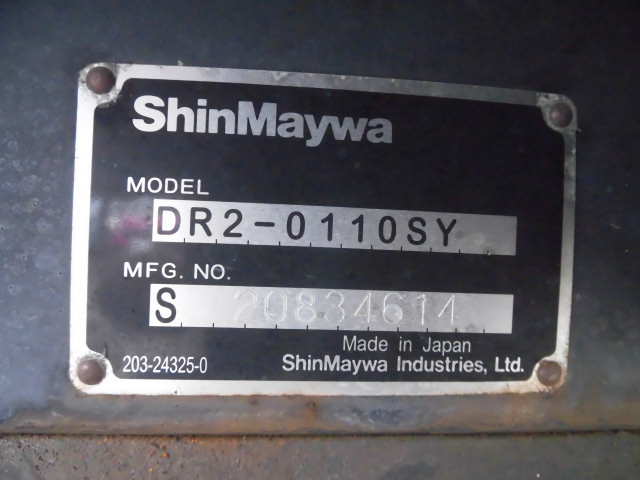 ShinMaywa
MODEL
DR2-0110SY
MFG. NO.
S 20834614
Made in Japan
203-24325-0 ShinMaywa Industries, Ltd.